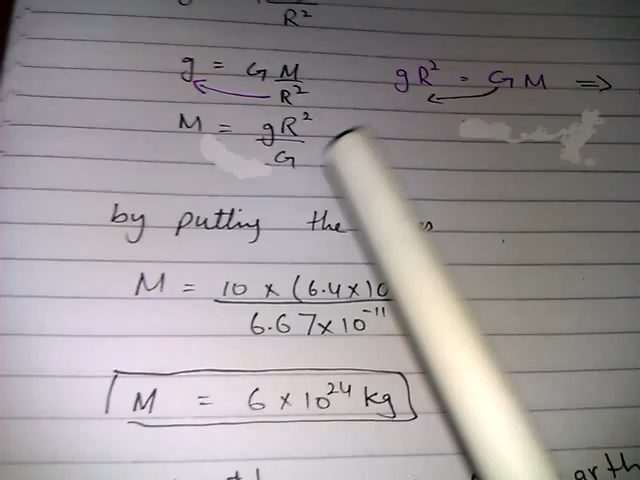 R²
g = G M/R² gR² = GM ⇒
M = gR²/G
by putting the
M = 10 × (6.4×10 / 6.67×10⁻¹¹
M = 6 × 10²⁴ kg